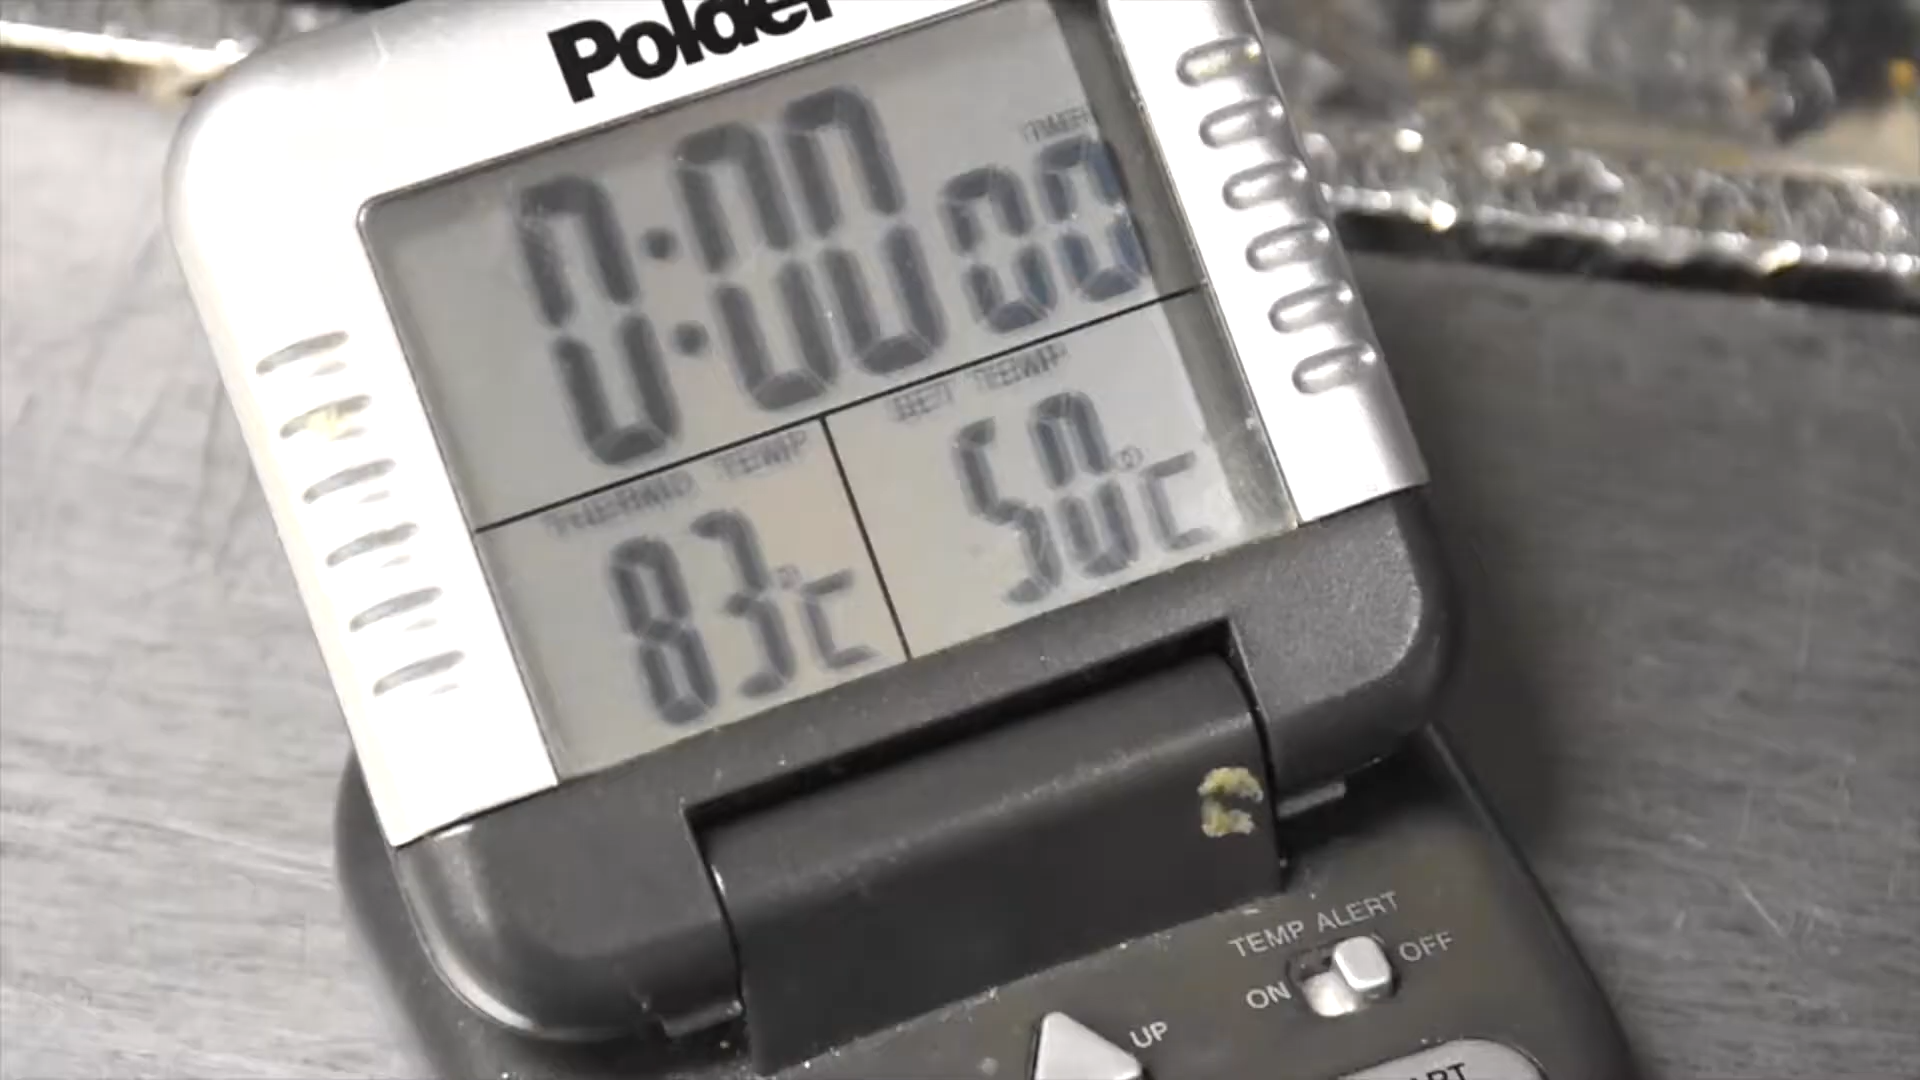 Polder
TIMER
0:00 00
SET TEMP
50°C
THERMO TEMP
83°C
TEMP ALERT
ON OFF
UP